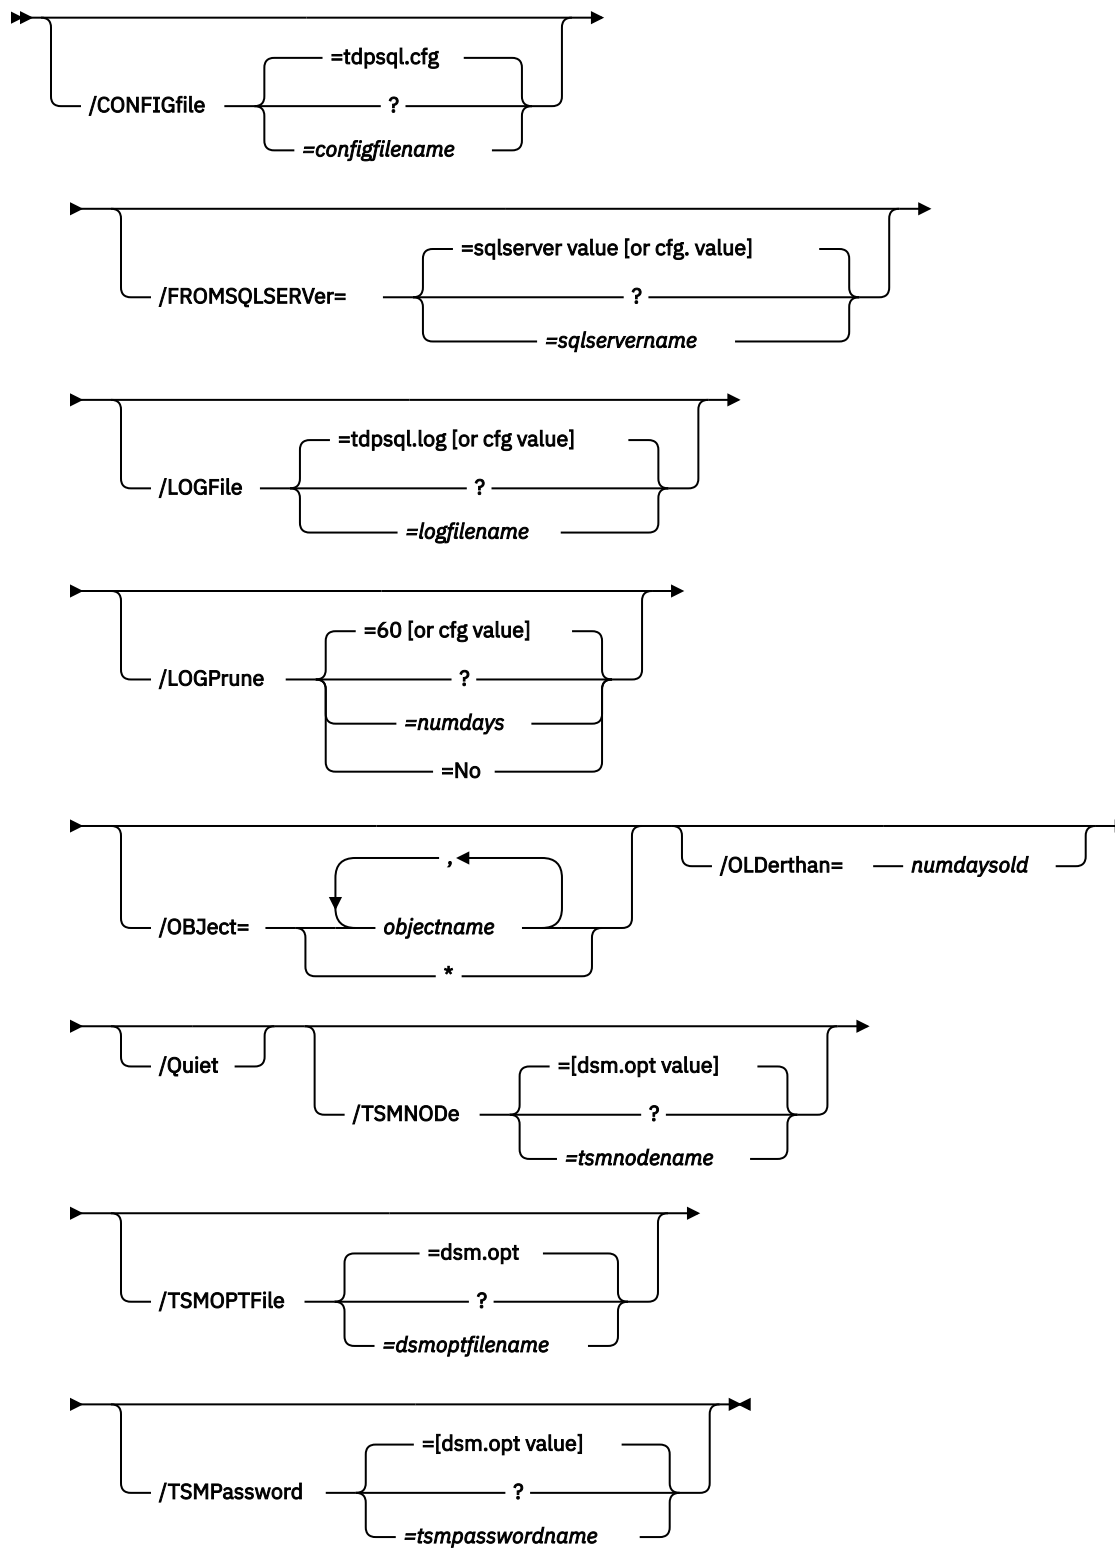 =tdpsql.cfg
/CONFIGfile ?
=configfilename
=sqlserver value [or cfg. value]
/FROMSQLSERVer= ?
=sqlservername
=tdpsql.log [or cfg value]
/LOGFile ?
=logfilename
=60 [or cfg value]
/LOGPrune ?
=numdays
=No
,
/OLDerthan= numdaysold
/OBJect= objectname
*
/Quiet =[dsm.opt value]
/TSMNODe ?
=tsmnodename
=dsm.opt
/TSMOPTFile ?
=dsmoptfilename
=[dsm.opt value]
/TSMPassword ?
=tsmpasswordname